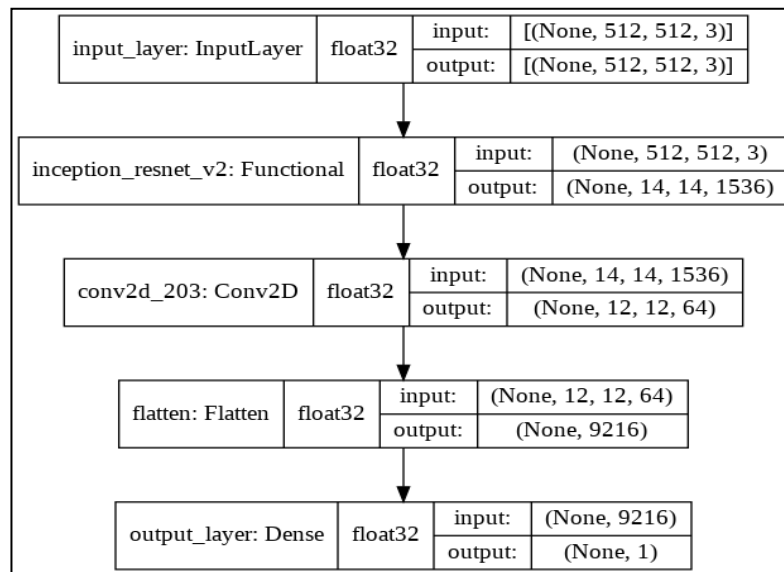 input_layer: InputLayer float32 input: [(None, 512, 512, 3)]
output: [(None, 512, 512, 3)]
inception_resnet_v2: Functional float32 input: (None, 512, 512, 3)
output: (None, 14, 14, 1536)
conv2d_203: Conv2D float32 input: (None, 14, 14, 1536)
output: (None, 12, 12, 64)
flatten: Flatten float32 input: (None, 12, 12, 64)
output: (None, 9216)
output_layer: Dense float32 input: (None, 9216)
output: (None, 1)